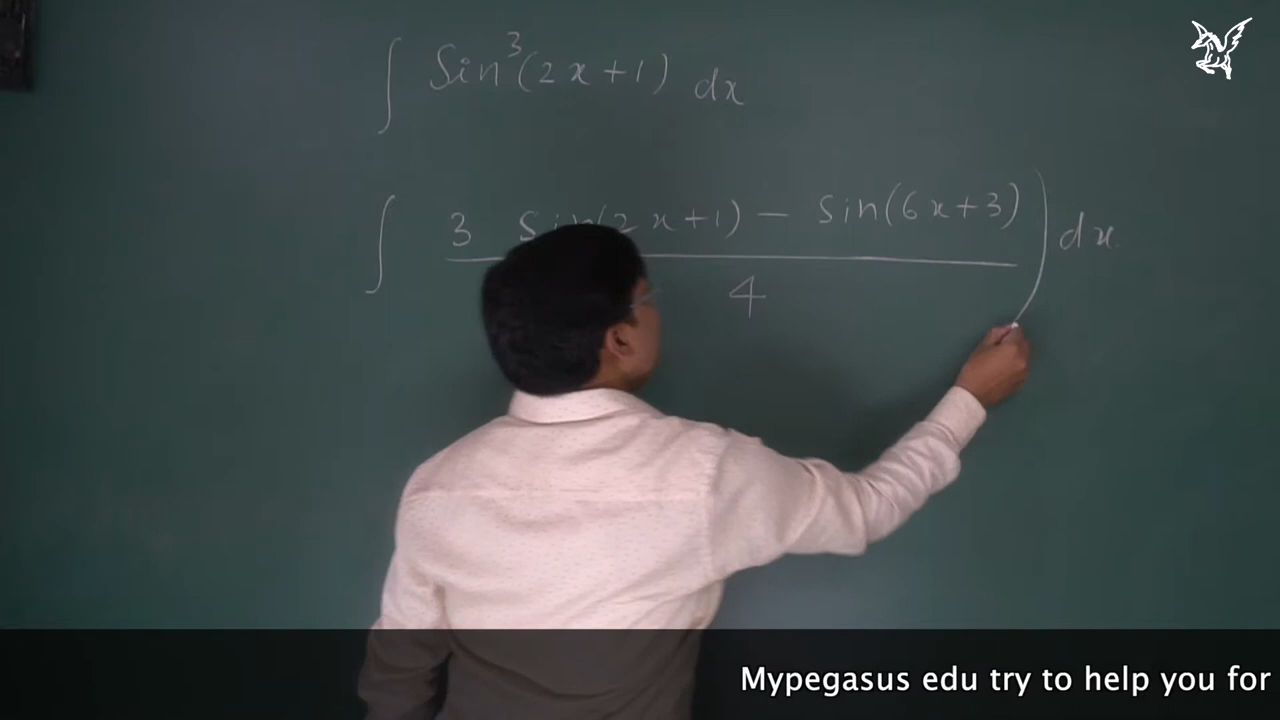 ∫ Sin³(2x+1) dx
∫ 3 Sin(2x+1) − Sin(6x+3) ) dx
4
Mypegasus edu try to help you for